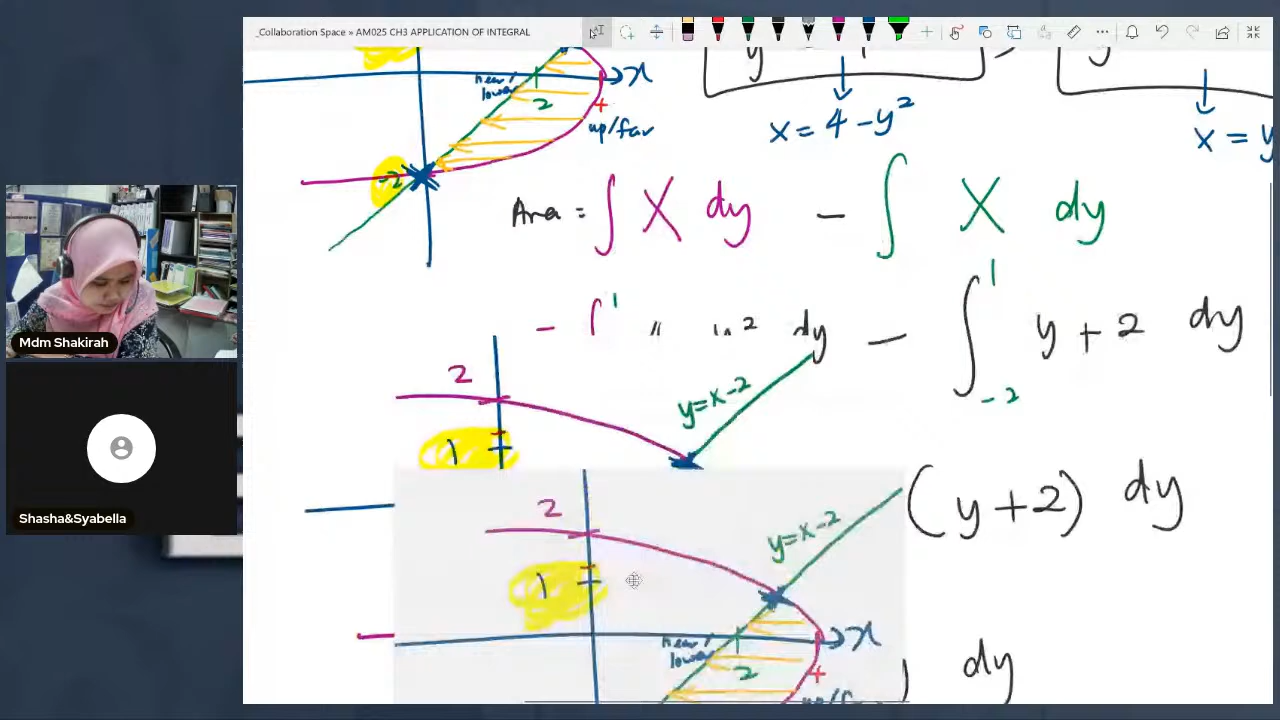 _Collaboration Space » AM025 CH3 APPLICATION OF INTEGRAL
near/ lower
2
x
+
up/far
-2
x = 4 - y²
x = y
Area = ∫ x dy - ∫ x dy
dy - ∫ 1 -2 y + 2 dy
2
y = x-2
1
(y+2) dy
2
y = x-2
1
near/ lower
2
x
+
dy
Mdm Shakirah
Shasha&Syabella